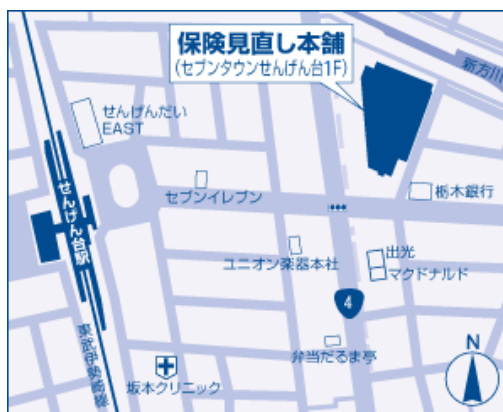 保険見直し本舗
(セブンタウンせんげん台1F)
新方川
せんげんだい
EAST
せんげん台駅
セブンイレブン
栃木銀行
ユニオン楽器本社
出光
マクドナルド
4
弁当だるま亭
東武伊勢崎線
坂本クリニック
N